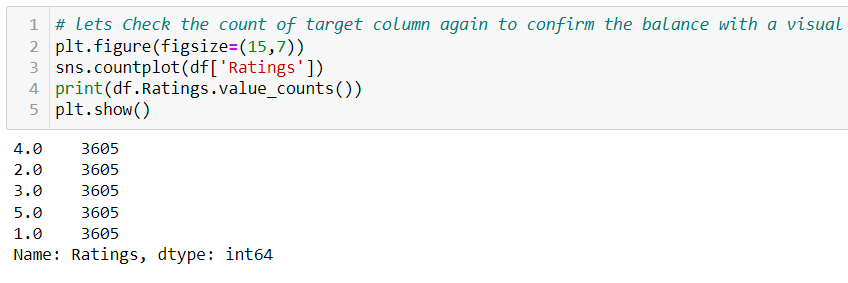 1 # lets Check the count of target column again to confirm the balance with a visual
2 plt.figure(figsize=(15,7))
3 sns.countplot(df['Ratings'])
4 print(df.Ratings.value_counts())
5 plt.show()
4.0 3605
2.0 3605
3.0 3605
5.0 3605
1.0 3605
Name: Ratings, dtype: int64